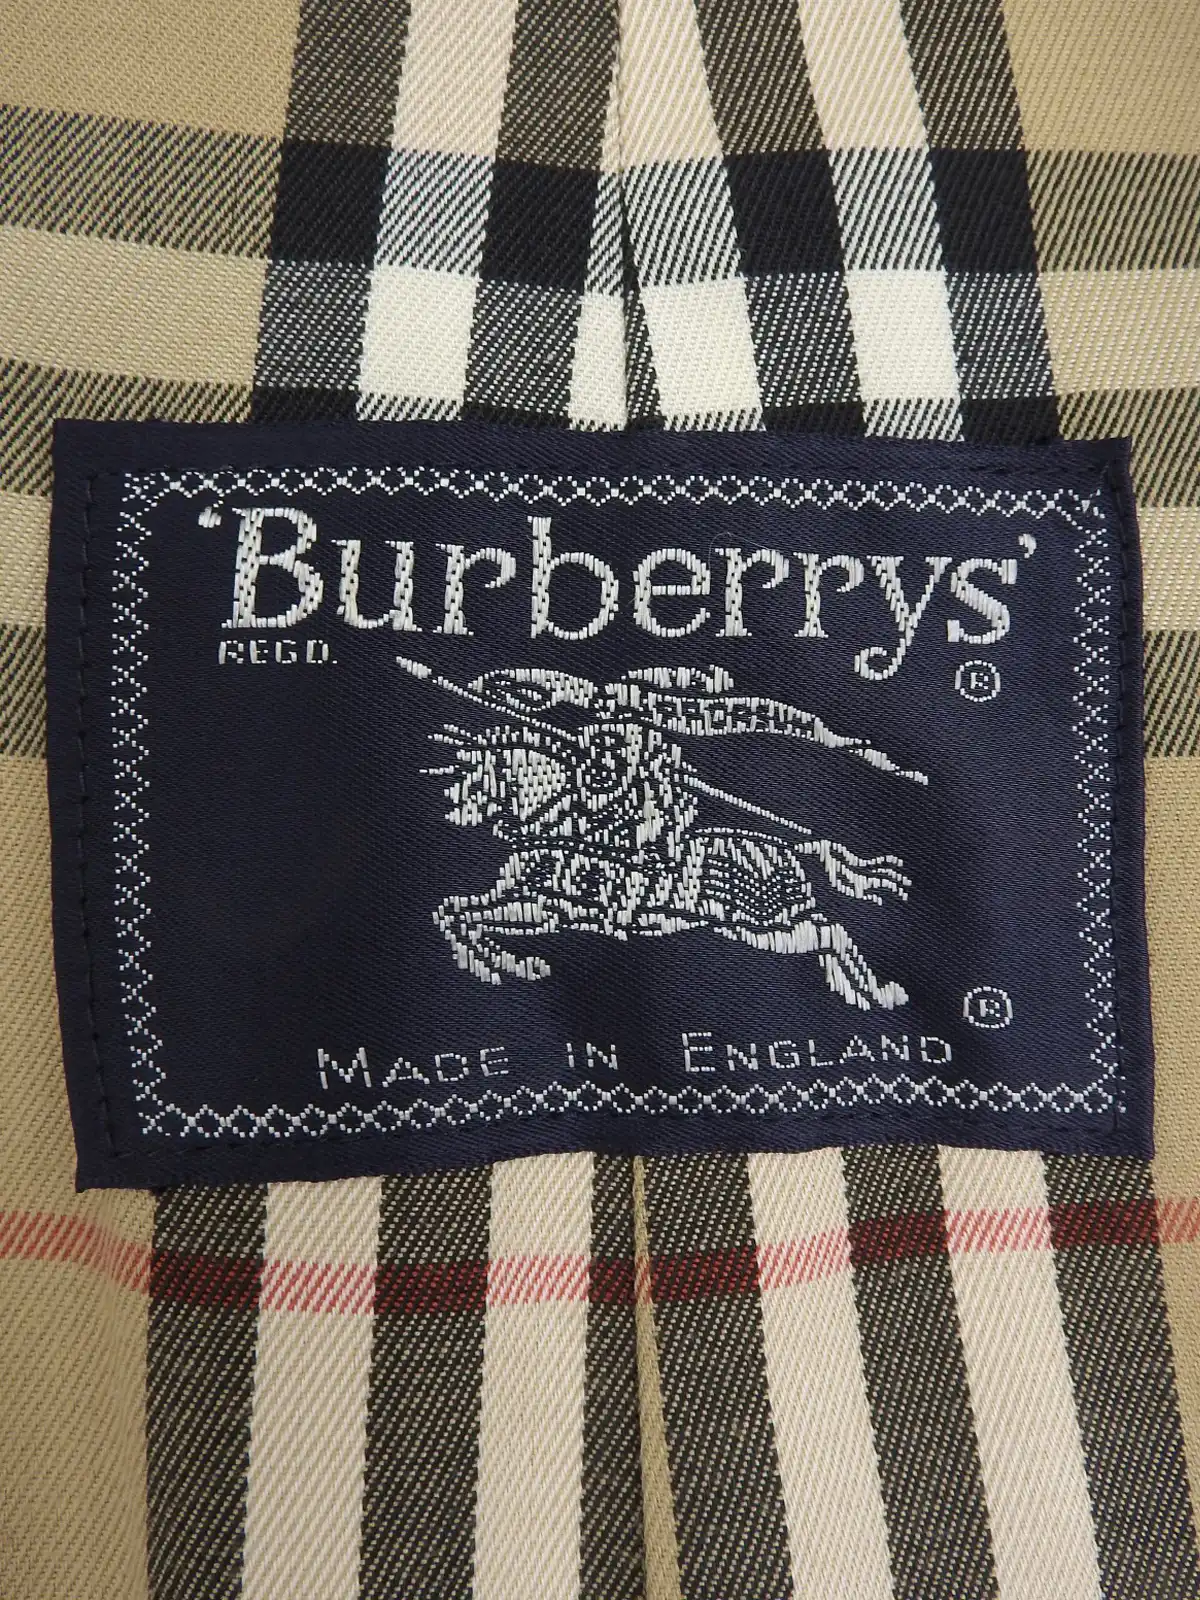 ‘Burberrys’
REGD.
®
®
MADE IN ENGLAND